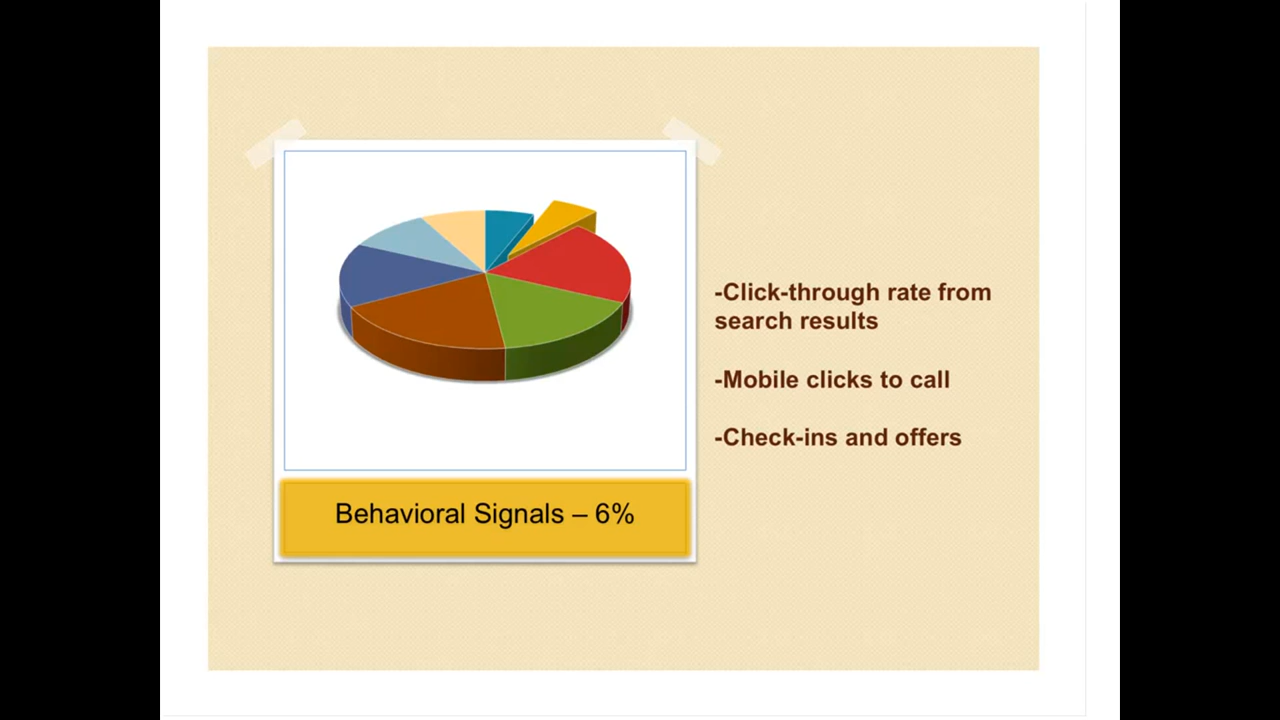 -Click-through rate from
search results
-Mobile clicks to call
-Check-ins and offers
Behavioral Signals – 6%